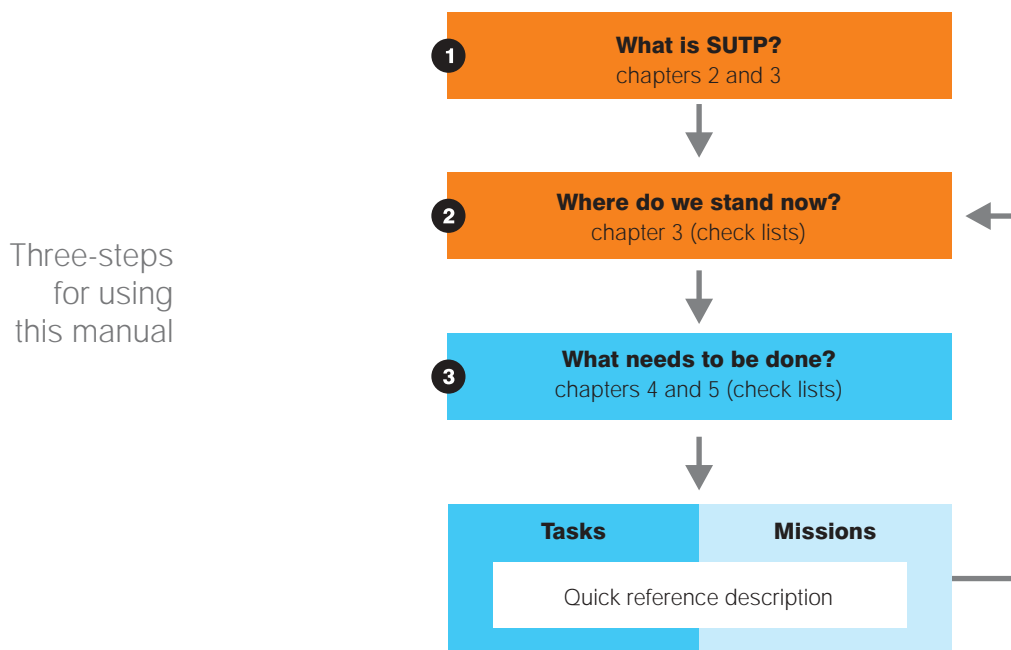 Three-steps
for using
this manual
1
What is SUTP?
chapters 2 and 3
2
Where do we stand now?
chapter 3 (check lists)
3
What needs to be done?
chapters 4 and 5 (check lists)
Tasks
Missions
Quick reference description